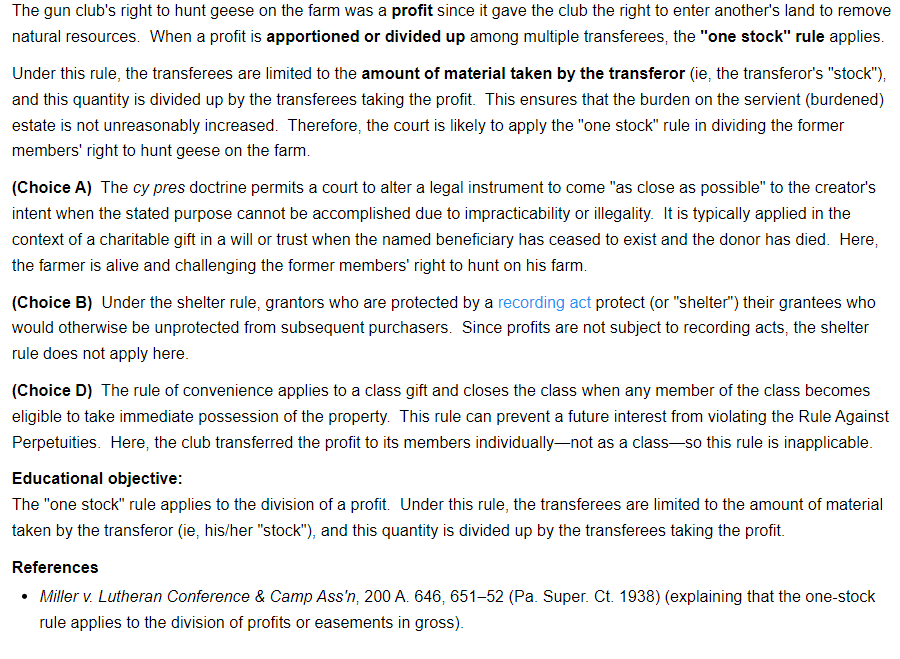 The gun club's right to hunt geese on the farm was a profit since it gave the club the right to enter another's land to remove
natural resources. When a profit is apportioned or divided up among multiple transferees, the "one stock" rule applies.
Under this rule, the transferees are limited to the amount of material taken by the transferor (ie, the transferor's "stock"),
and this quantity is divided up by the transferees taking the profit. This ensures that the burden on the servient (burdened)
estate is not unreasonably increased. Therefore, the court is likely to apply the "one stock" rule in dividing the former
members' right to hunt geese on the farm.
(Choice A) The cy pres doctrine permits a court to alter a legal instrument to come "as close as possible" to the creator's
intent when the stated purpose cannot be accomplished due to impracticability or illegality. It is typically applied in the
context of a charitable gift in a will or trust when the named beneficiary has ceased to exist and the donor has died. Here,
the farmer is alive and challenging the former members' right to hunt on his farm.
(Choice B) Under the shelter rule, grantors who are protected by a recording act protect (or "shelter") their grantees who
would otherwise be unprotected from subsequent purchasers. Since profits are not subject to recording acts, the shelter
rule does not apply here.
(Choice D) The rule of convenience applies to a class gift and closes the class when any member of the class becomes
eligible to take immediate possession of the property. This rule can prevent a future interest from violating the Rule Against
Perpetuities. Here, the club transferred the profit to its members individually—not as a class—so this rule is inapplicable.
Educational objective:
The "one stock" rule applies to the division of a profit. Under this rule, the transferees are limited to the amount of material
taken by the transferor (ie, his/her "stock"), and this quantity is divided up by the transferees taking the profit.
References
• Miller v. Lutheran Conference & Camp Ass'n, 200 A. 646, 651–52 (Pa. Super. Ct. 1938) (explaining that the one-stock
rule applies to the division of profits or easements in gross).